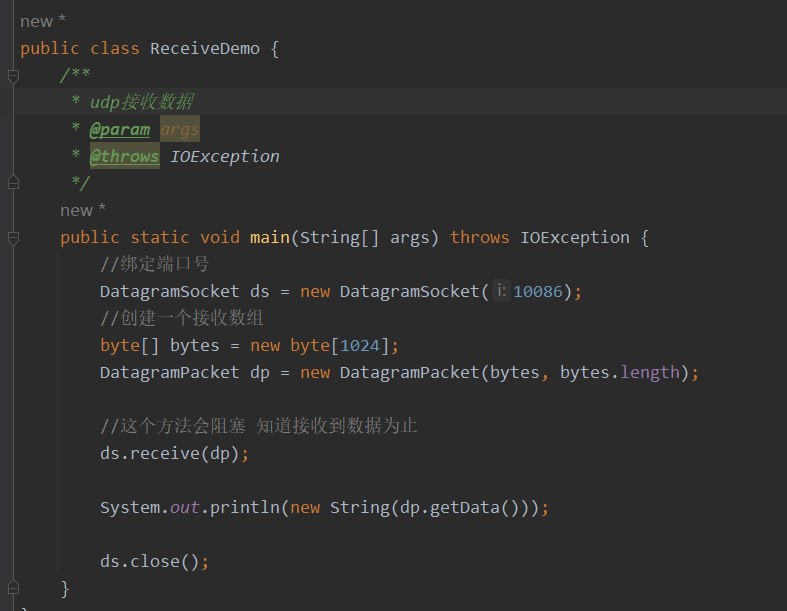 new *
public class ReceiveDemo {
/**
* udp接收数据
* @param args
* @throws IOException
*/
new *
public static void main(String[] args) throws IOException {
//绑定端口号
DatagramSocket ds = new DatagramSocket( i: 10086);
//创建一个接收数组
byte[] bytes = new byte[1024];
DatagramPacket dp = new DatagramPacket(bytes, bytes.length);
//这个方法会阻塞 知道接收到数据为止
ds.receive(dp);
System.out.println(new String(dp.getData()));
ds.close();
}
}